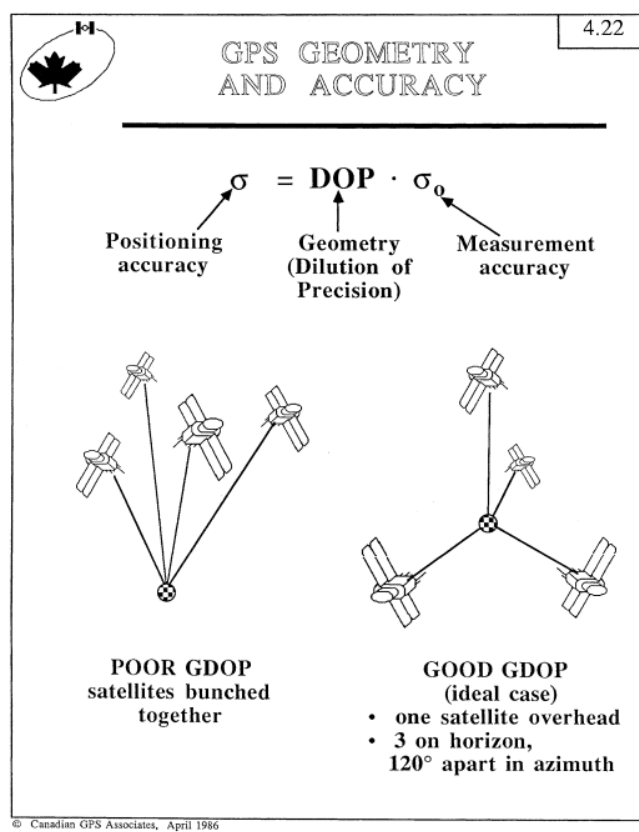 4.22
GPS GEOMETRY
AND ACCURACY
σ = DOP · σo
Positioning
accuracy
Geometry
(Dilution of
Precision)
Measurement
accuracy
POOR GDOP
satellites bunched
together
GOOD GDOP
(ideal case)
• one satellite overhead
• 3 on horizon,
120° apart in azimuth
© Canadian GPS Associates, April 1986